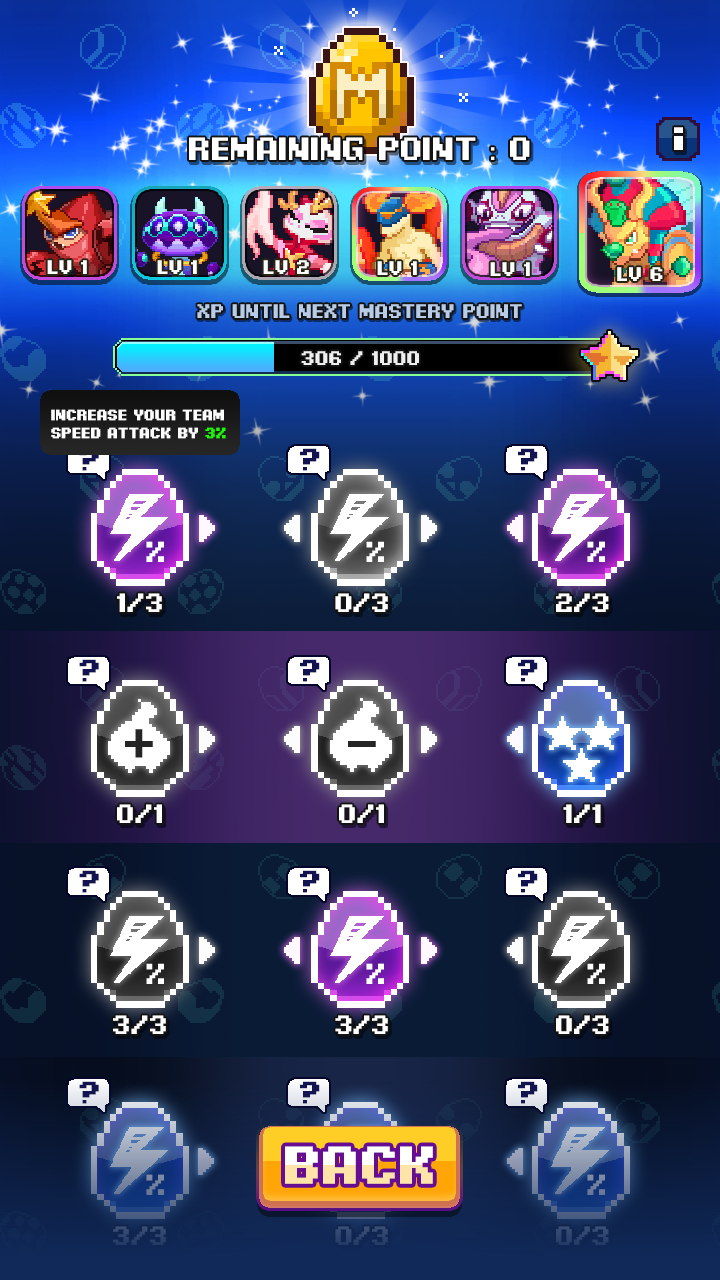 M
REMAINING POINT : 0
i
LV 1
LV 1
LV 2
LV 1
LV 1
LV 6
XP UNTIL NEXT MASTERY POINT
306 / 1000
INCREASE YOUR TEAM
SPEED ATTACK BY 3%
? ? ?
% % %
1/3 0/3 2/3
? ? ?
+ -
0/1 0/1 1/1
? ? ?
% % %
3/3 3/3 0/3
? ? ?
% %
BACK
3/3 0/3 0/3